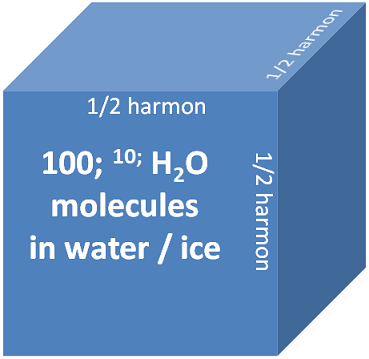 1/2 harmon
1/2 harmon
100; 10; H2O
molecules
in water / ice
1/2 harmon